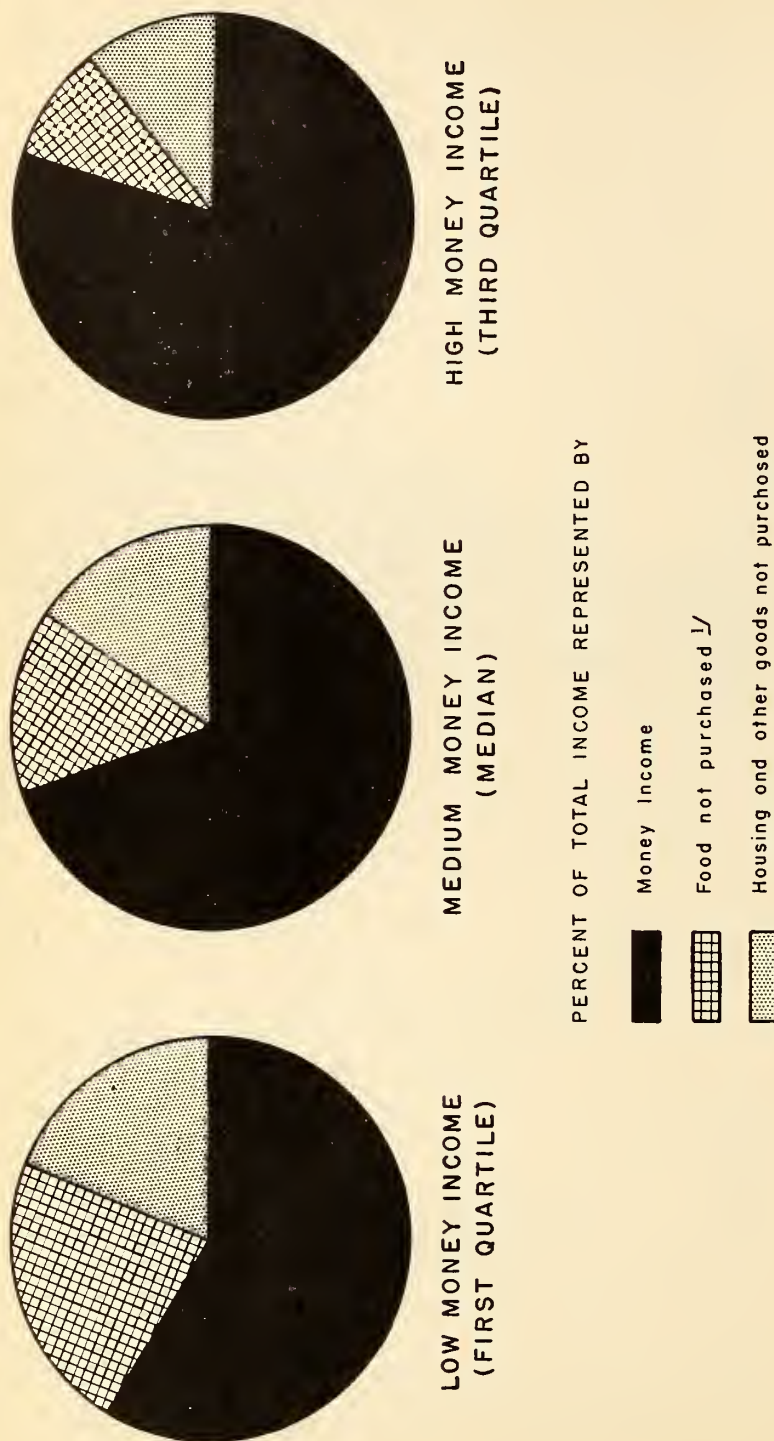 LOW MONEY INCOME
(FIRST QUARTILE)
MEDIUM MONEY INCOME
(MEDIAN)
HIGH MONEY INCOME
(THIRD QUARTILE)
PERCENT OF TOTAL INCOME REPRESENTED BY
Money Income
Food not purchased 1/
Housing and other goods not purchased